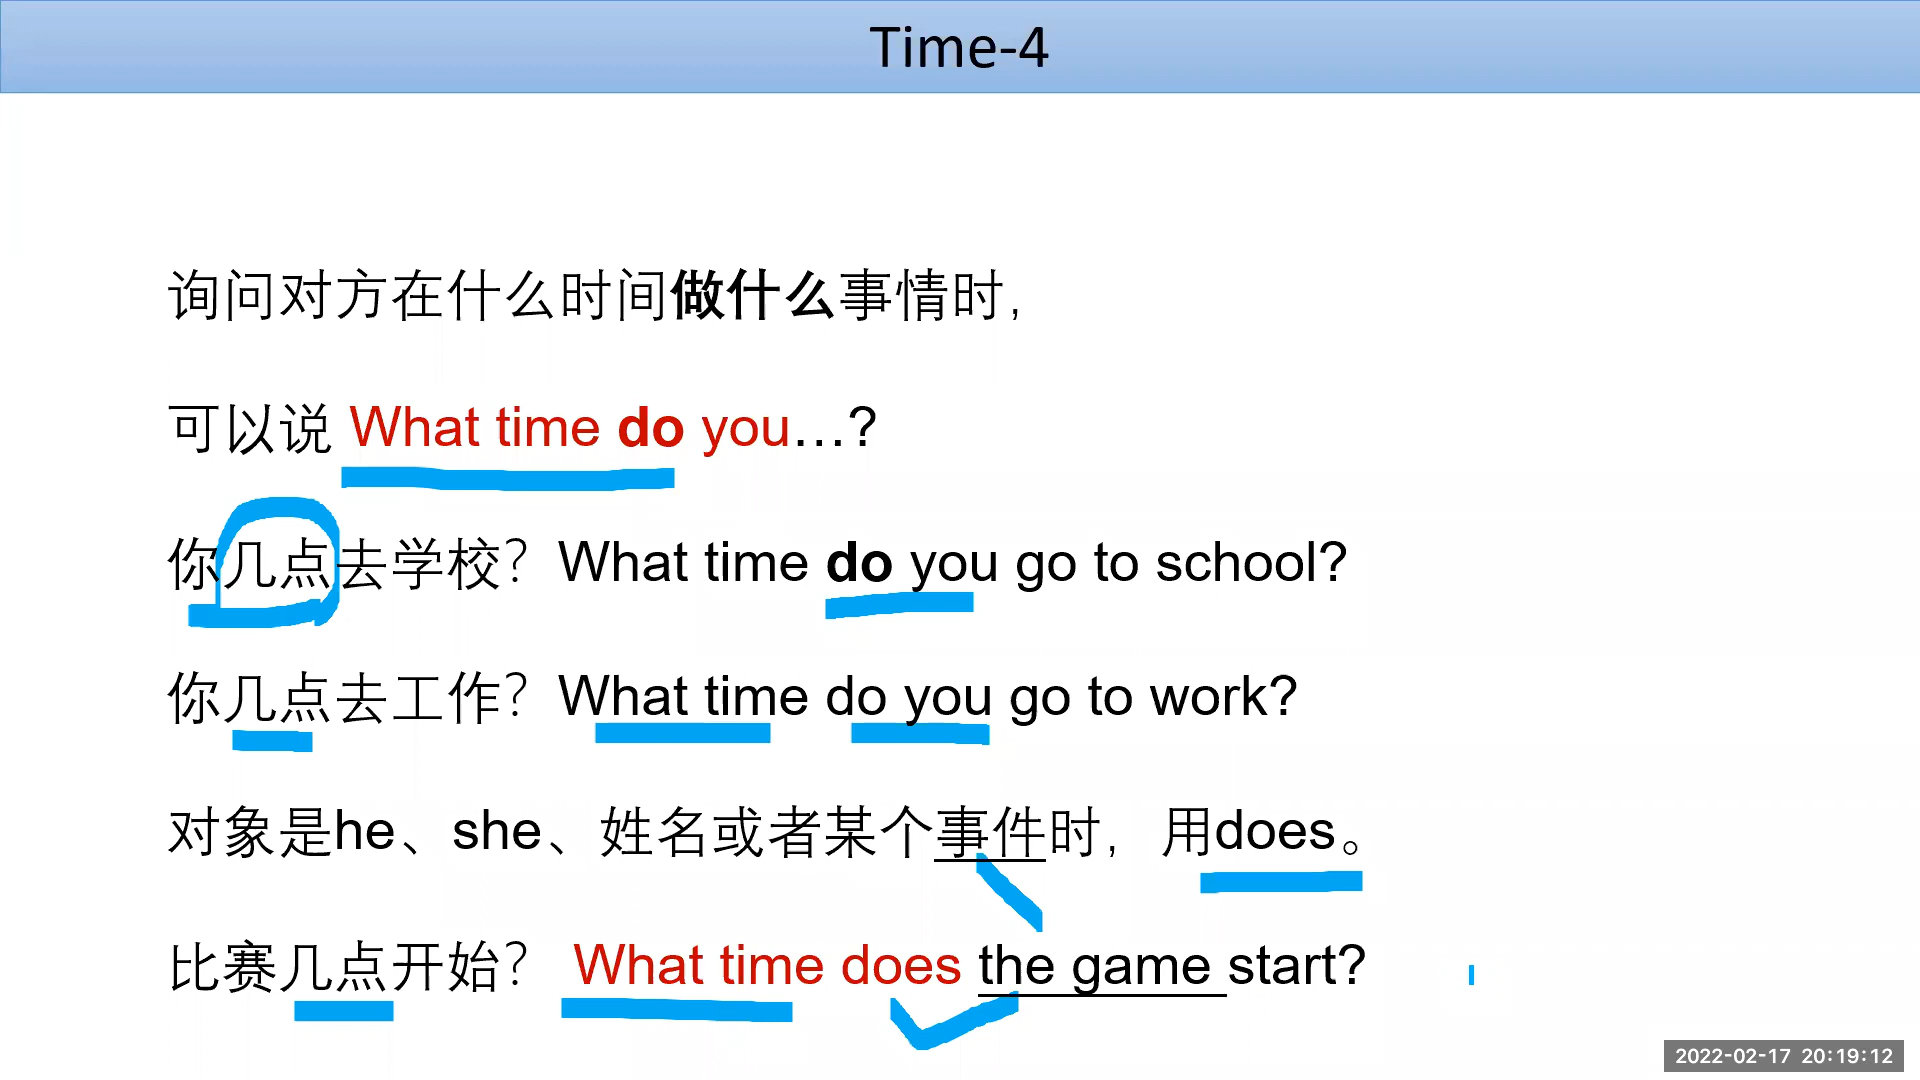 Time-4
询问对方在什么时间做什么事情时,
可以说 What time do you…?
你几点去学校? What time do you go to school?
你几点去工作? What time do you go to work?
对象是he、she、姓名或者某个事件时, 用does。
比赛几点开始? What time does the game start?
2022-02-17 20:19:12